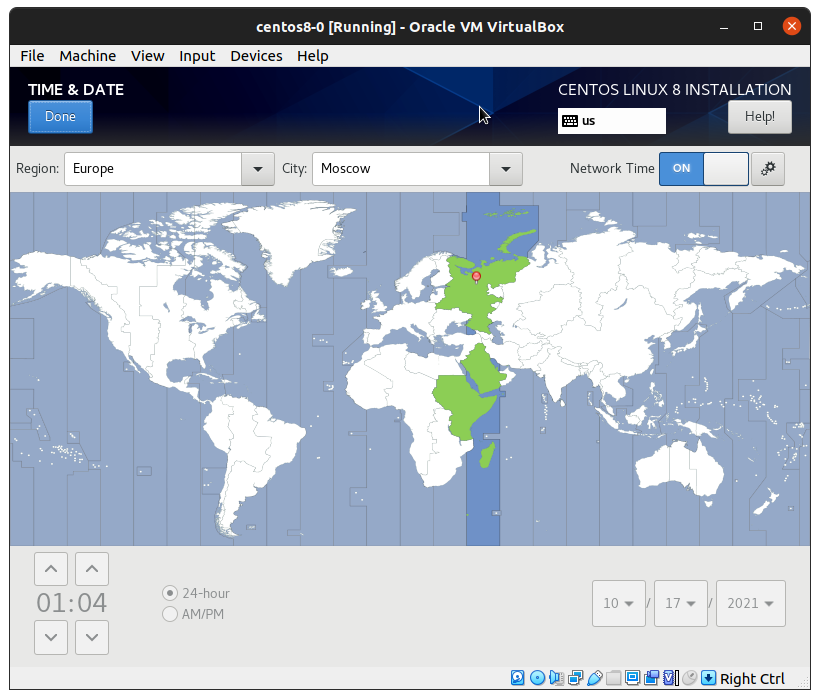 centos8-0 [Running] - Oracle VM VirtualBox
File Machine View Input Devices Help
TIME & DATE
CENTOS LINUX 8 INSTALLATION
Done
us
Help!
Region: Europe City: Moscow Network Time ON
01:04
24-hour
AM/PM
10 / 17 / 2021
Right Ctrl